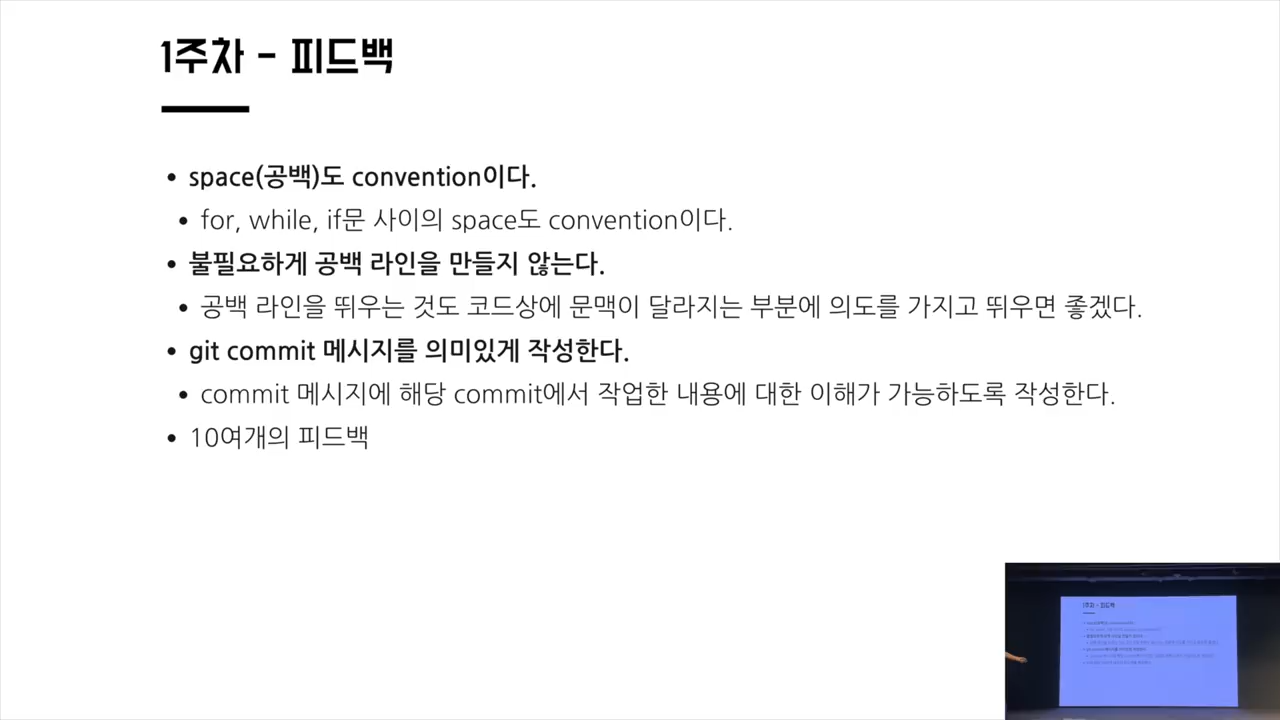 1주차 - 피드백
• space(공백)도 convention이다.
• for, while, if문 사이의 space도 convention이다.
• 불필요하게 공백 라인을 만들지 않는다.
• 공백 라인을 뛰우는 것도 코드상에 문맥이 달라지는 부분에 의도를 가지고 뛰우면 좋겠다.
• git commit 메시지를 의미있게 작성한다.
• commit 메시지에 해당 commit에서 작업한 내용에 대한 이해가 가능하도록 작성한다.
• 10여개의 피드백
1주차 - 피드백